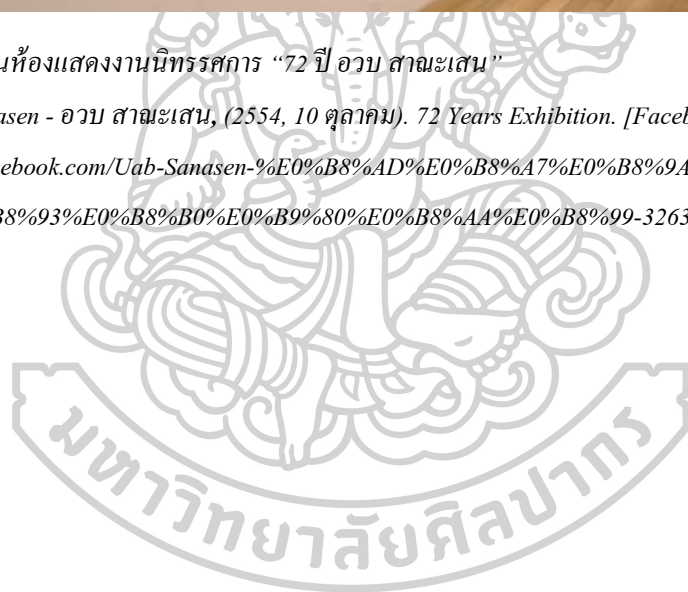 นห้องแสดงงานนิทรรศการ “72 ปี อวบ สาณะเสน”
asen - อวบ สาณะเสน, (2554, 10 ตุลาคม). 72 Years Exhibition. [Faceb
cebook.com/Uab-Sanasen-%E0%B8%AD%E0%B8%A7%E0%B8%9A
B8%93%E0%B8%B0%E0%B9%80%E0%B8%AA%E0%B8%99-3263
มหาวิทยาลัยศิลปากร